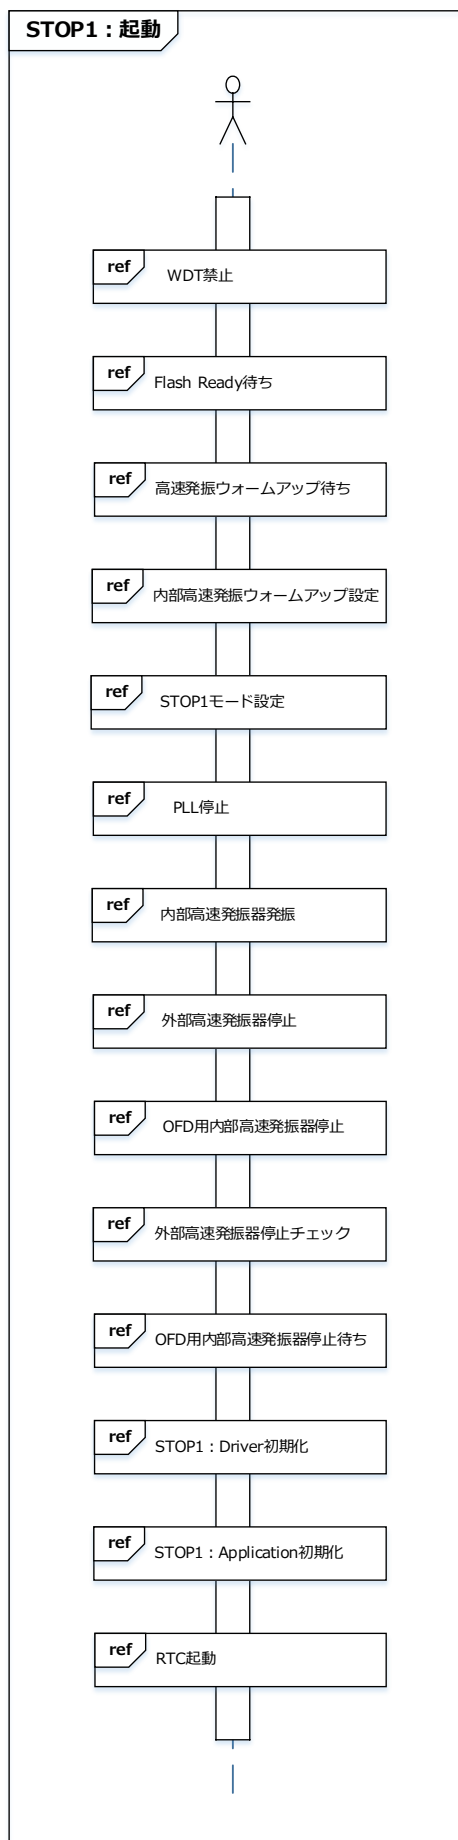 STOP1：起動
ref
WDT禁止
ref
Flash Ready待ち
ref
高速発振ウォームアップ待ち
ref
内部高速発振ウォームアップ設定
ref
STOP1モード設定
ref
PLL停止
ref
内部高速発振器発振
ref
外部高速発振器停止
ref
OFD用内部高速発振器停止
ref
外部高速発振器停止チェック
ref
OFD用内部高速発振器停止待ち
ref
STOP1：Driver初期化
ref
STOP1：Application初期化
ref
RTC起動